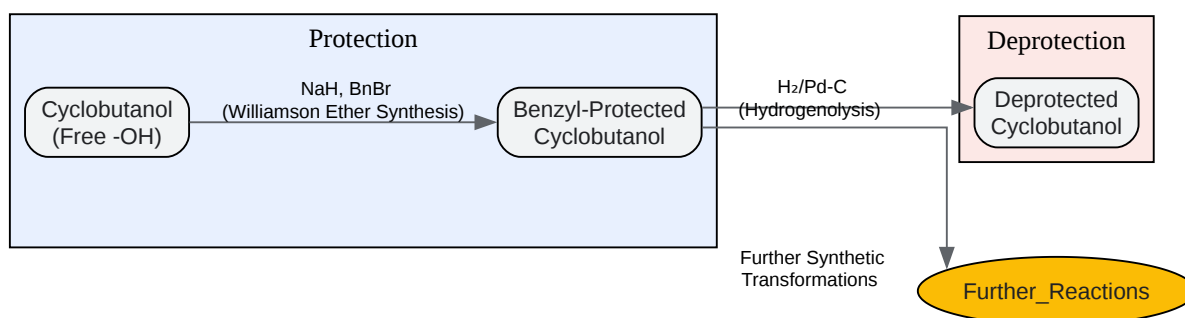 Protection
Cyclobutanol
(Free -OH)
NaH, BnBr
(Williamson Ether Synthesis)
Benzyl-Protected
Cyclobutanol
H₂/Pd-C
(Hydrogenolysis)
Deprotection
Deprotected
Cyclobutanol
Further Synthetic
Transformations
Further_Reactions